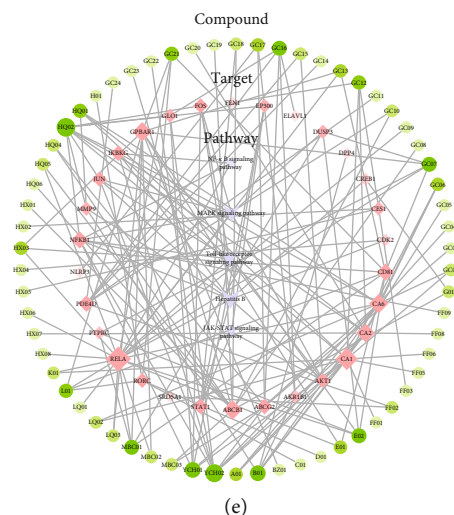 Compound
GC20
GC19
GC18
GC17
GC16
GC15
GC14
GC13
GC12
GC11
GC10
GC09
GC08
GC07
GC06
GC05
G01
FF09
FF08
FF06
FF05
FF03
FF02
FF01
E02
E01
D01
C01
BZ01
B01
A01
YCH02
YCH01
MBC03
MBC02
MBC01
LQ03
LQ02
LQ01
L01
K01
HX08
HX07
HX06
HX05
HX04
HX03
HX02
HX01
HQ06
HQ05
HQ04
HQ02
HQ01
H01
GC24
GC23
GC22
GC21
Target
FOS
FEN1
EP300
ELAVL1
DUSP3
DPP4
CREB1
CES1
CDK2
CD81
CA6
CA2
CA1
AKT1
AKR1B1
ABCG2
ABCB1
STAT1
SRD5A1
RORC
RELA
PDE4D
NLRP3
NFKB1
MMP9
JUN
IKBKG
GPBAR1
GLO1
Pathway
NF-κ B signaling
pathway
MAPK signaling pathway
Toll-like receptor
signaling pathway
Hepatitis B
JAK-STAT signaling
pathway
(e)